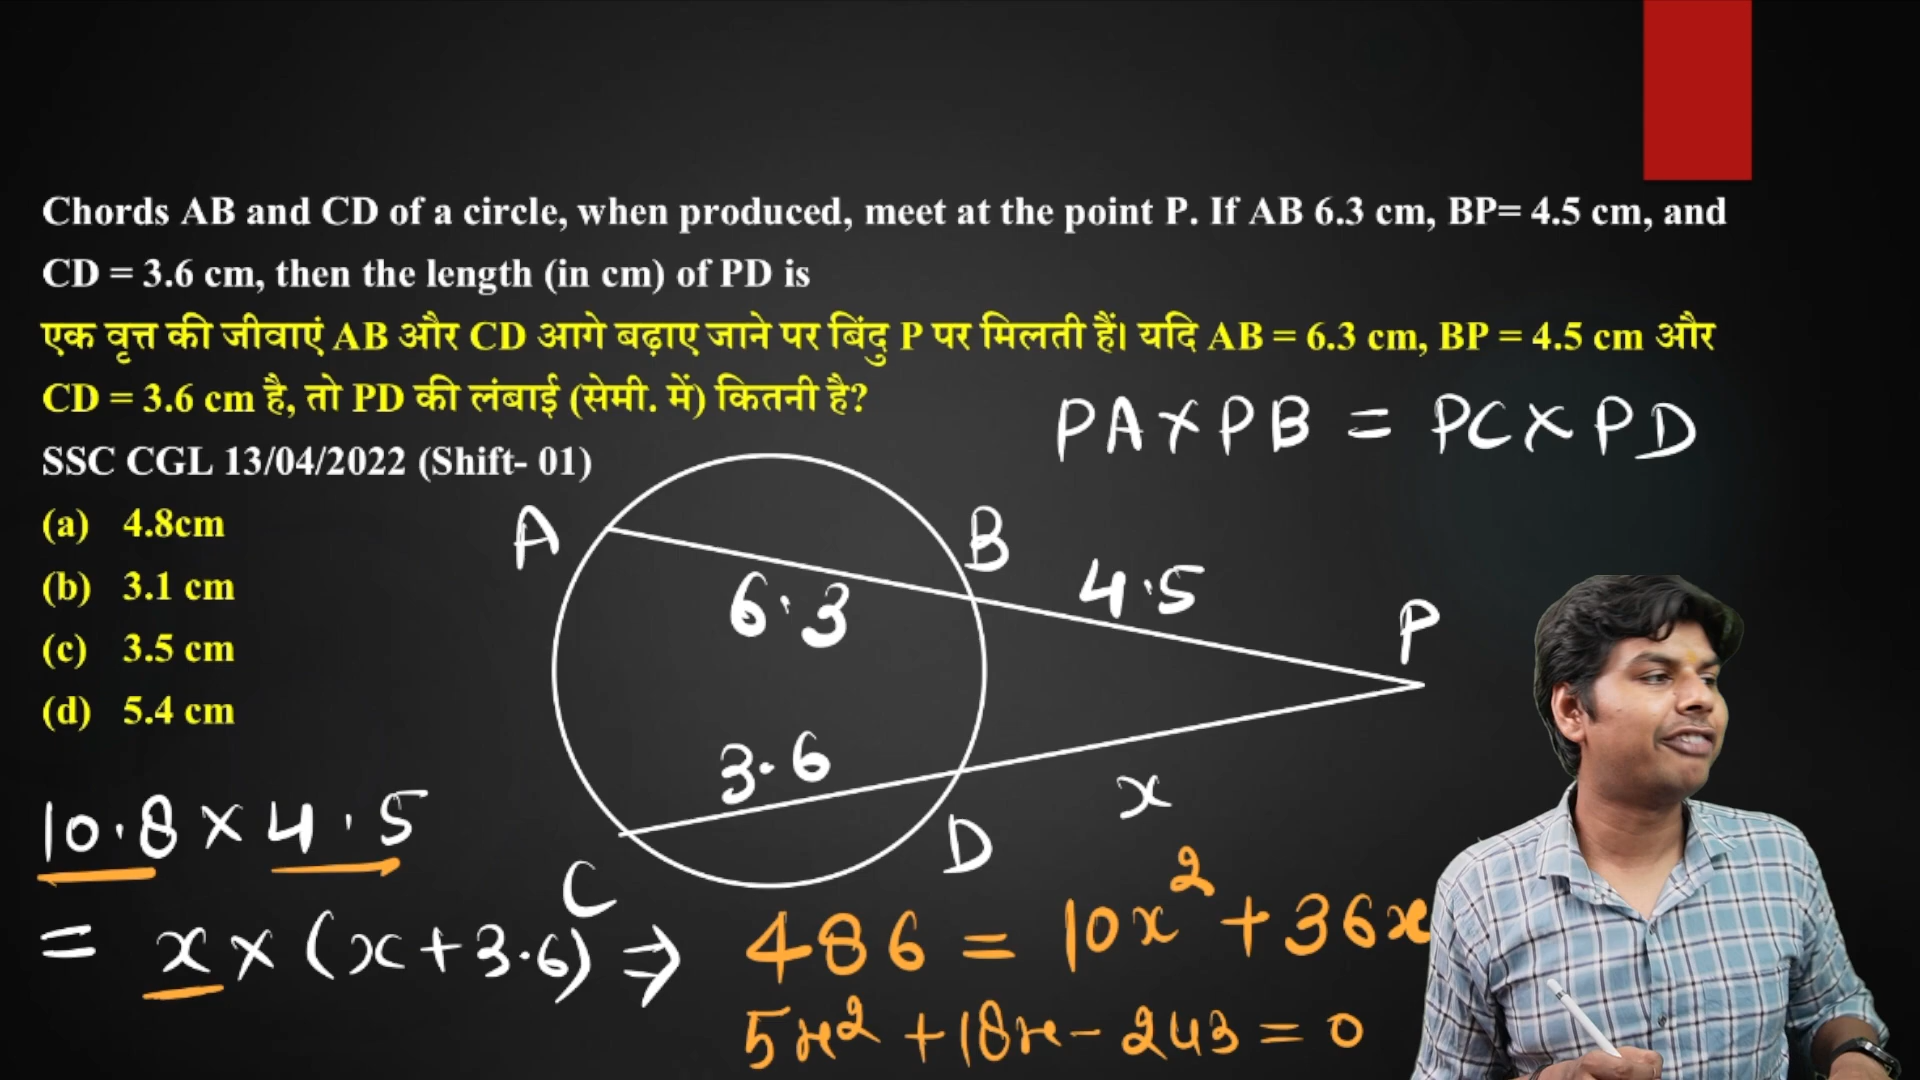 Chords AB and CD of a circle, when produced, meet at the point P. If AB 6.3 cm, BP= 4.5 cm, and
CD = 3.6 cm, then the length (in cm) of PD is
एक वृत्त की जीवाएं AB और CD आगे बढ़ाए जाने पर बिंदु P पर मिलती हैं। यदि AB = 6.3 cm, BP = 4.5 cm और
CD = 3.6 cm है, तो PD की लंबाई (सेमी. में) कितनी है?
PA×PB = PC×PD
SSC CGL 13/04/2022 (Shift- 01)
(a) 4.8cm
(b) 3.1 cm
(c) 3.5 cm
(d) 5.4 cm
A
B
6.3
4.5
P
3.6
x
D
C
10.8 × 4.5
= x × (x+3.6) ⇒
486 = 10x² + 36x
5x² + 18x - 243 = 0